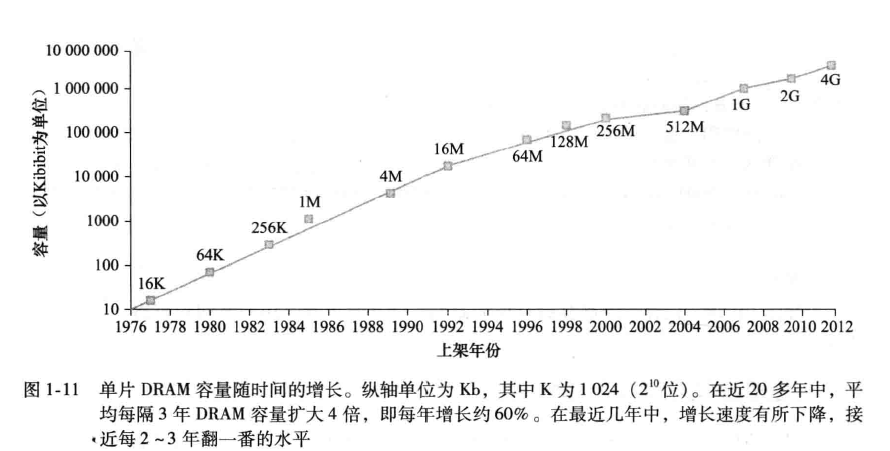 10 000 000
1 000 000
100 000
10 000
1000
100
10
容量（以Kibibit为单位）
16K
64K
256K
1M
4M
16M
64M
128M
256M
512M
1G
2G
4G
1976 1978 1980 1982 1984 1986 1988 1990 1992 1994 1996 1998 2000 2002 2004 2006 2008 2010 2012
上架年份
图 1-11 单片 DRAM 容量随时间的增长。纵轴单位为 Kb，其中 K 为 1 024（2¹⁰位）。在近 20 多年中，平
均每隔 3 年 DRAM 容量扩大 4 倍，即每年增长约 60%。在最近几年中，增长速度有所下降，接
近每 2 ~ 3 年翻一番的水平